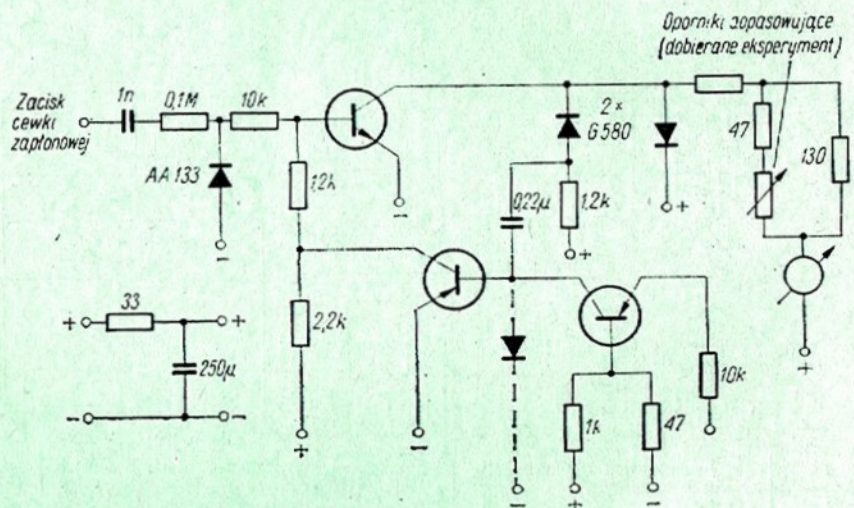 Oporniki dopasowujące
(dobierane eksperyment)
Zacisk
cewki
zapłonowej
1n
0,1M
10k
AA 133
1,2k
2,2k
2×
G 580
0,22µ
1,2k
47
130
+
+
+
33
+
+
250µ
-
-
10k
1k
47
+
-
-
+
-
-
-